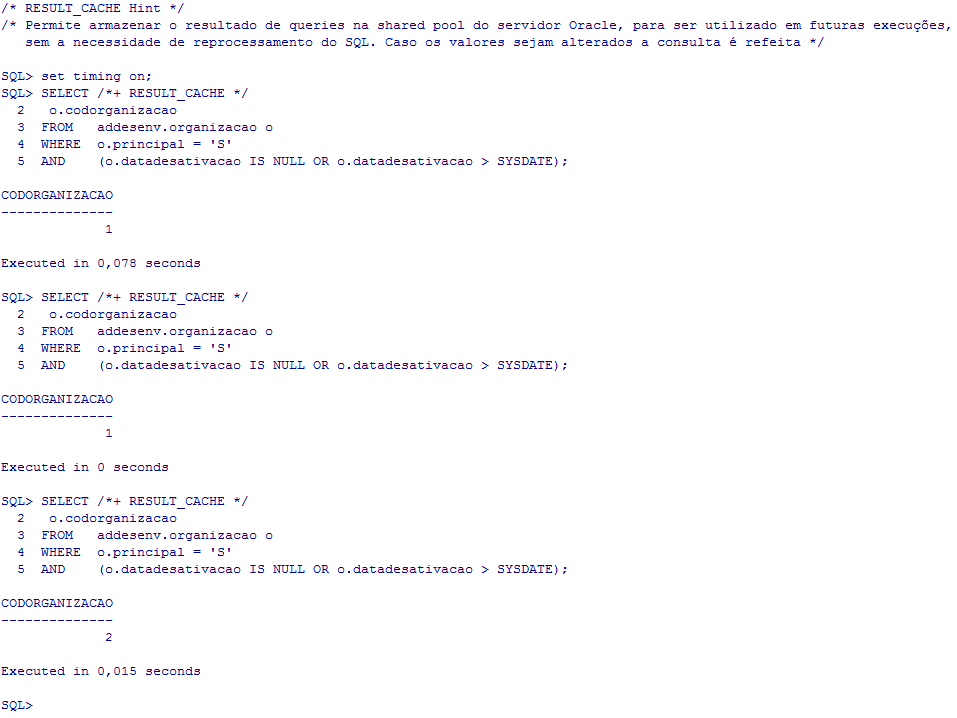 /* RESULT_CACHE Hint */
/* Permite armazenar o resultado de queries na shared pool do servidor Oracle, para ser utilizado em futuras execuções,
   sem a necessidade de reprocessamento do SQL. Caso os valores sejam alterados a consulta é refeita */

SQL> set timing on;
SQL> SELECT /*+ RESULT_CACHE */
  2   o.codorganizacao
  3  FROM   addesenv.organizacao o
  4  WHERE  o.principal = 'S'
  5  AND    (o.datadesativacao IS NULL OR o.datadesativacao > SYSDATE);

CODORGANIZACAO
--------------
             1

Executed in 0,078 seconds

SQL> SELECT /*+ RESULT_CACHE */
  2   o.codorganizacao
  3  FROM   addesenv.organizacao o
  4  WHERE  o.principal = 'S'
  5  AND    (o.datadesativacao IS NULL OR o.datadesativacao > SYSDATE);

CODORGANIZACAO
--------------
             1

Executed in 0 seconds

SQL> SELECT /*+ RESULT_CACHE */
  2   o.codorganizacao
  3  FROM   addesenv.organizacao o
  4  WHERE  o.principal = 'S'
  5  AND    (o.datadesativacao IS NULL OR o.datadesativacao > SYSDATE);

CODORGANIZACAO
--------------
             2

Executed in 0,015 seconds

SQL>